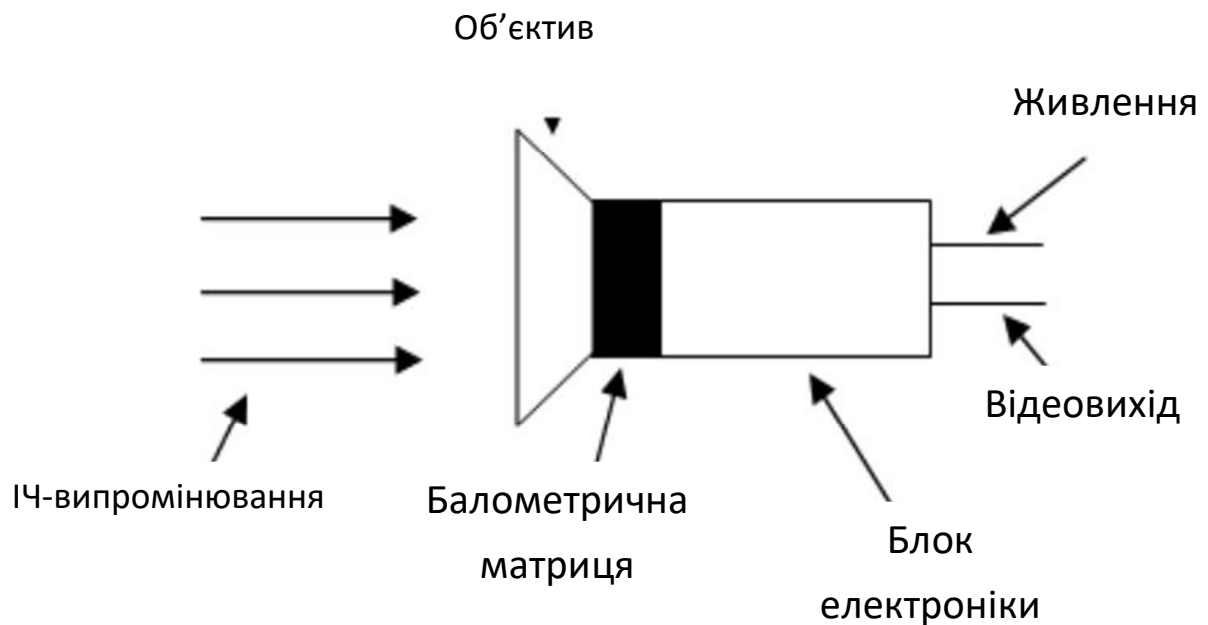 Об’єктив
Живлення
Відеовихід
ІЧ-випромінювання
Балометрична
матриця
Блок
електроніки